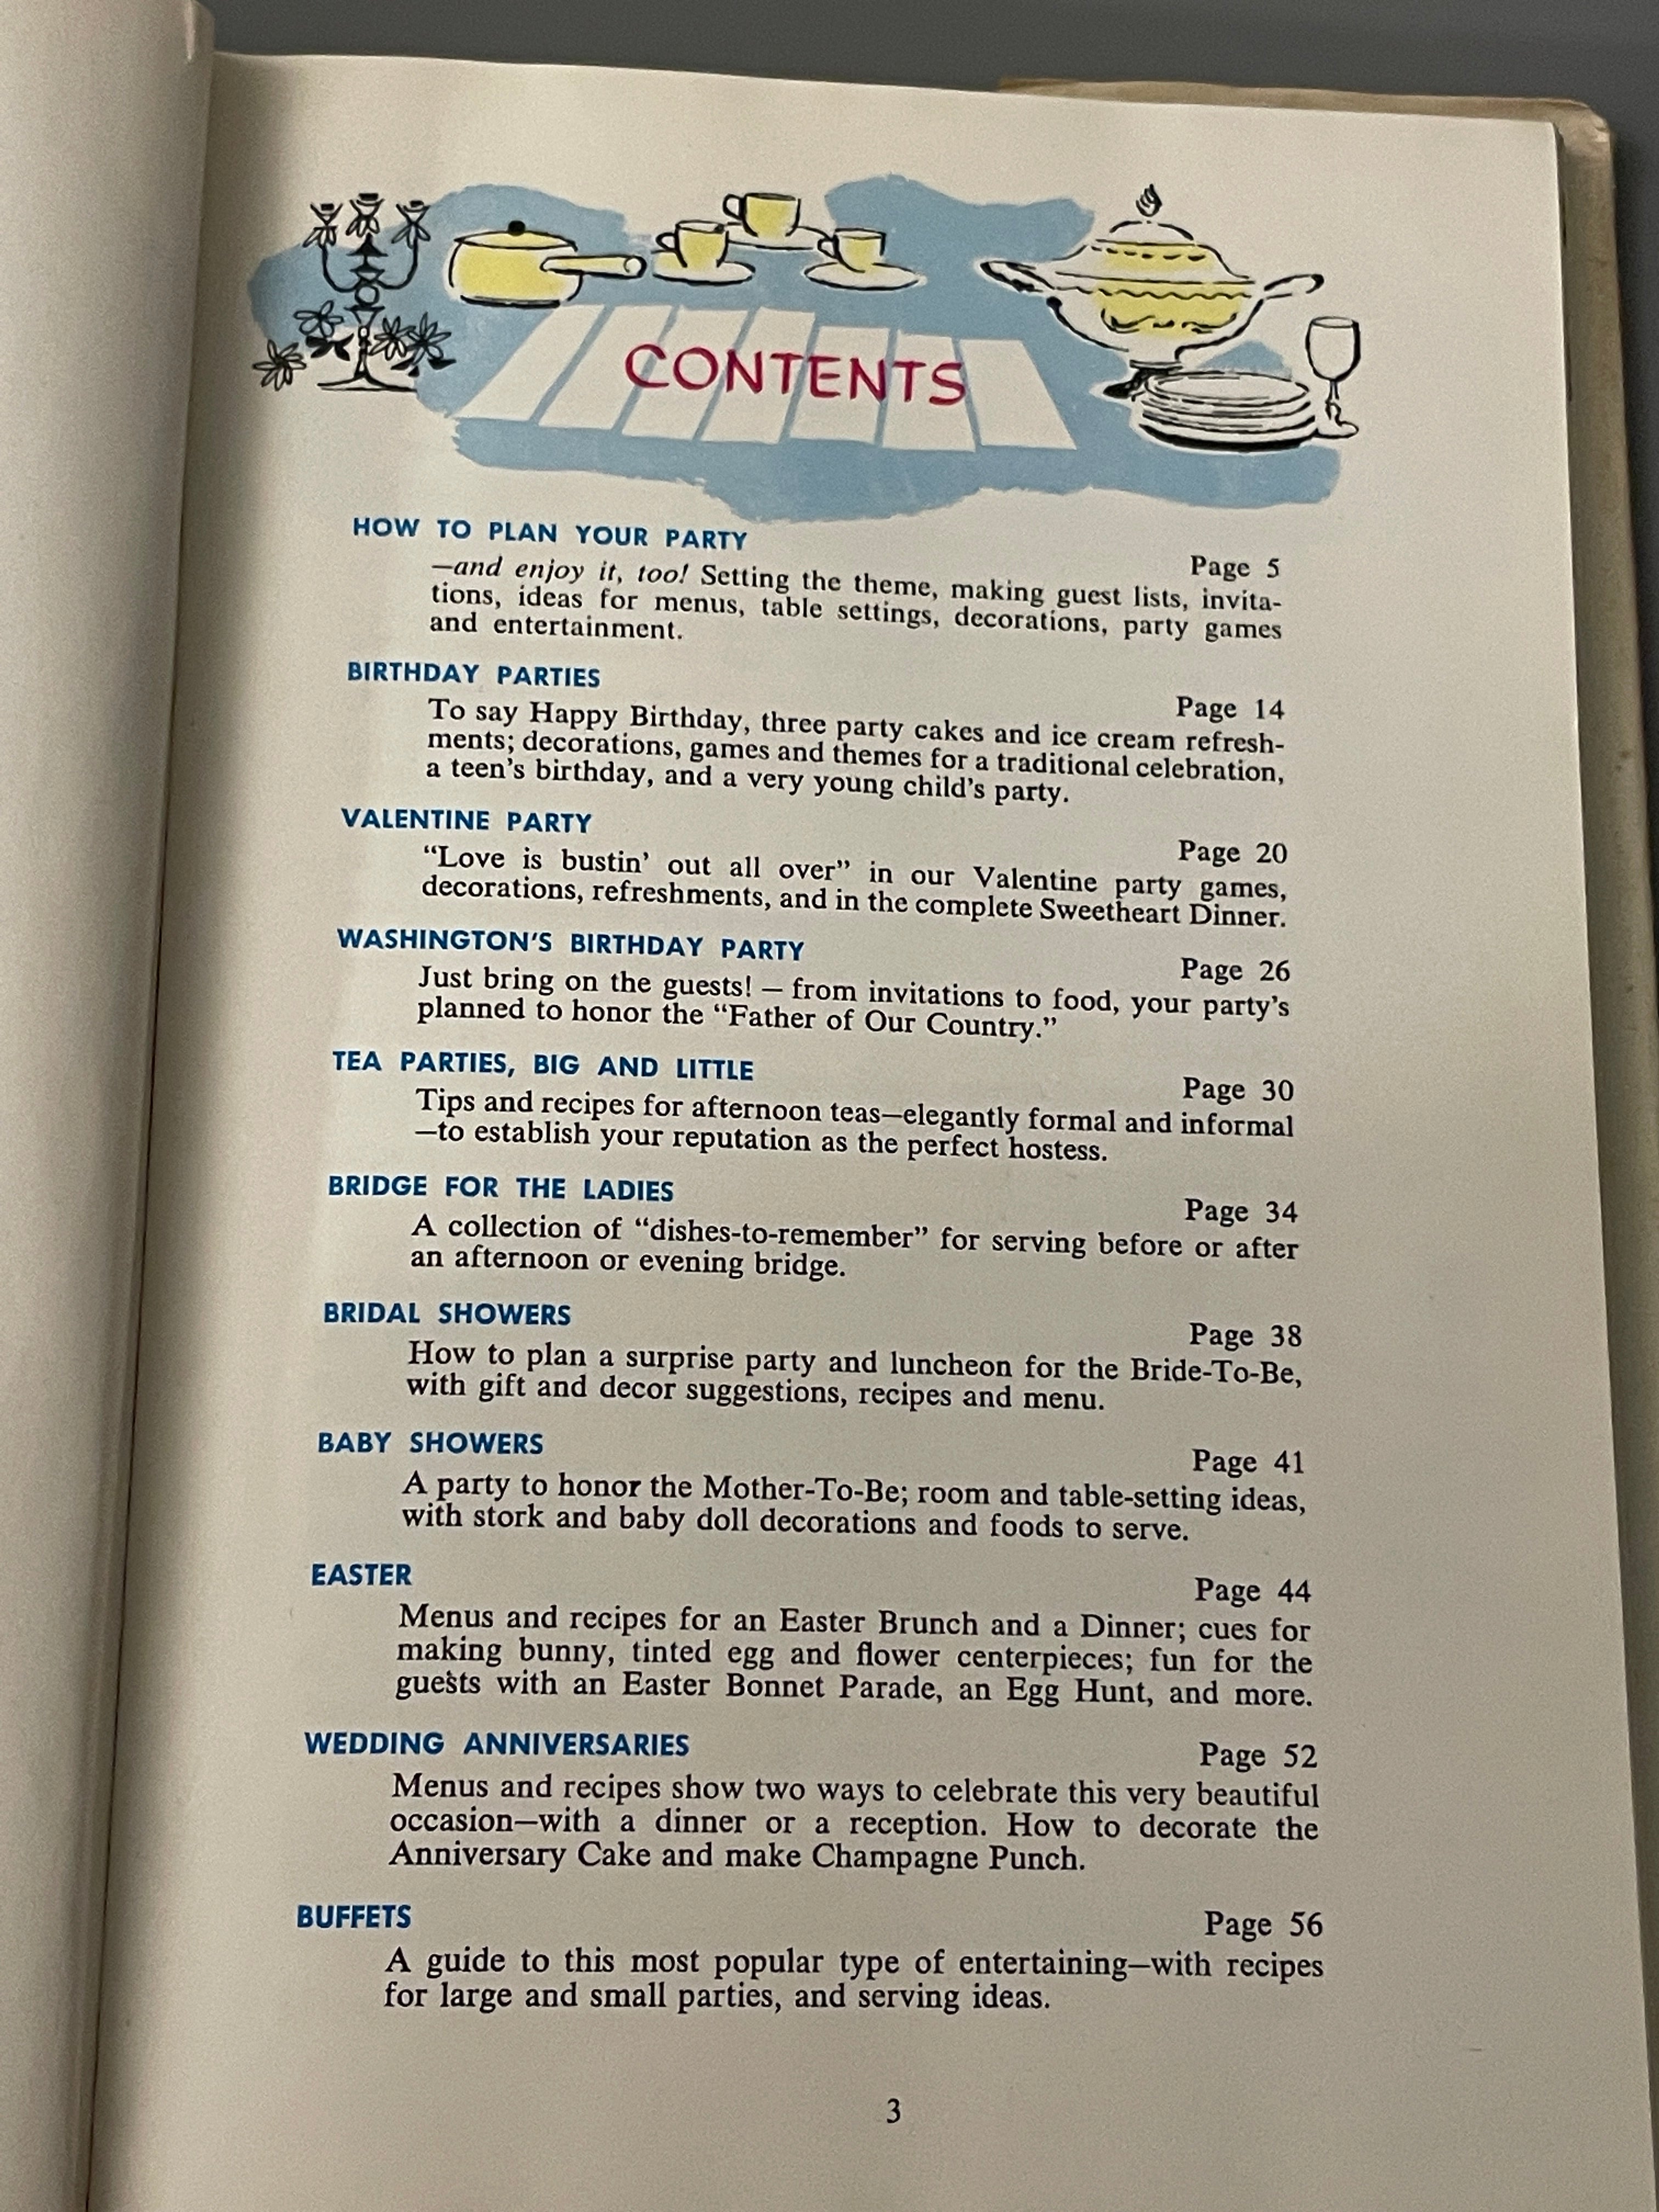 CONTENTS
HOW TO PLAN YOUR PARTY
Page 5
—and enjoy it, too! Setting the theme, making guest lists, invita-
tions, ideas for menus, table settings, decorations, party games
and entertainment.
BIRTHDAY PARTIES
Page 14
To say Happy Birthday, three party cakes and ice cream refresh-
ments; decorations, games and themes for a traditional celebration,
a teen's birthday, and a very young child's party.
VALENTINE PARTY
Page 20
“Love is bustin’ out all over” in our Valentine party games,
decorations, refreshments, and in the complete Sweetheart Dinner.
WASHINGTON'S BIRTHDAY PARTY
Page 26
Just bring on the guests! — from invitations to food, your party's
planned to honor the “Father of Our Country.”
TEA PARTIES, BIG AND LITTLE
Page 30
Tips and recipes for afternoon teas—elegantly formal and informal
—to establish your reputation as the perfect hostess.
BRIDGE FOR THE LADIES
Page 34
A collection of “dishes-to-remember” for serving before or after
an afternoon or evening bridge.
BRIDAL SHOWERS
Page 38
How to plan a surprise party and luncheon for the Bride-To-Be,
with gift and decor suggestions, recipes and menu.
BABY SHOWERS
Page 41
A party to honor the Mother-To-Be; room and table-setting ideas,
with stork and baby doll decorations and foods to serve.
EASTER
Page 44
Menus and recipes for an Easter Brunch and a Dinner; cues for
making bunny, tinted egg and flower centerpieces; fun for the
guests with an Easter Bonnet Parade, an Egg Hunt, and more.
WEDDING ANNIVERSARIES
Page 52
Menus and recipes show two ways to celebrate this very beautiful
occasion—with a dinner or a reception. How to decorate the
Anniversary Cake and make Champagne Punch.
BUFFETS
Page 56
A guide to this most popular type of entertaining—with recipes
for large and small parties, and serving ideas.
3